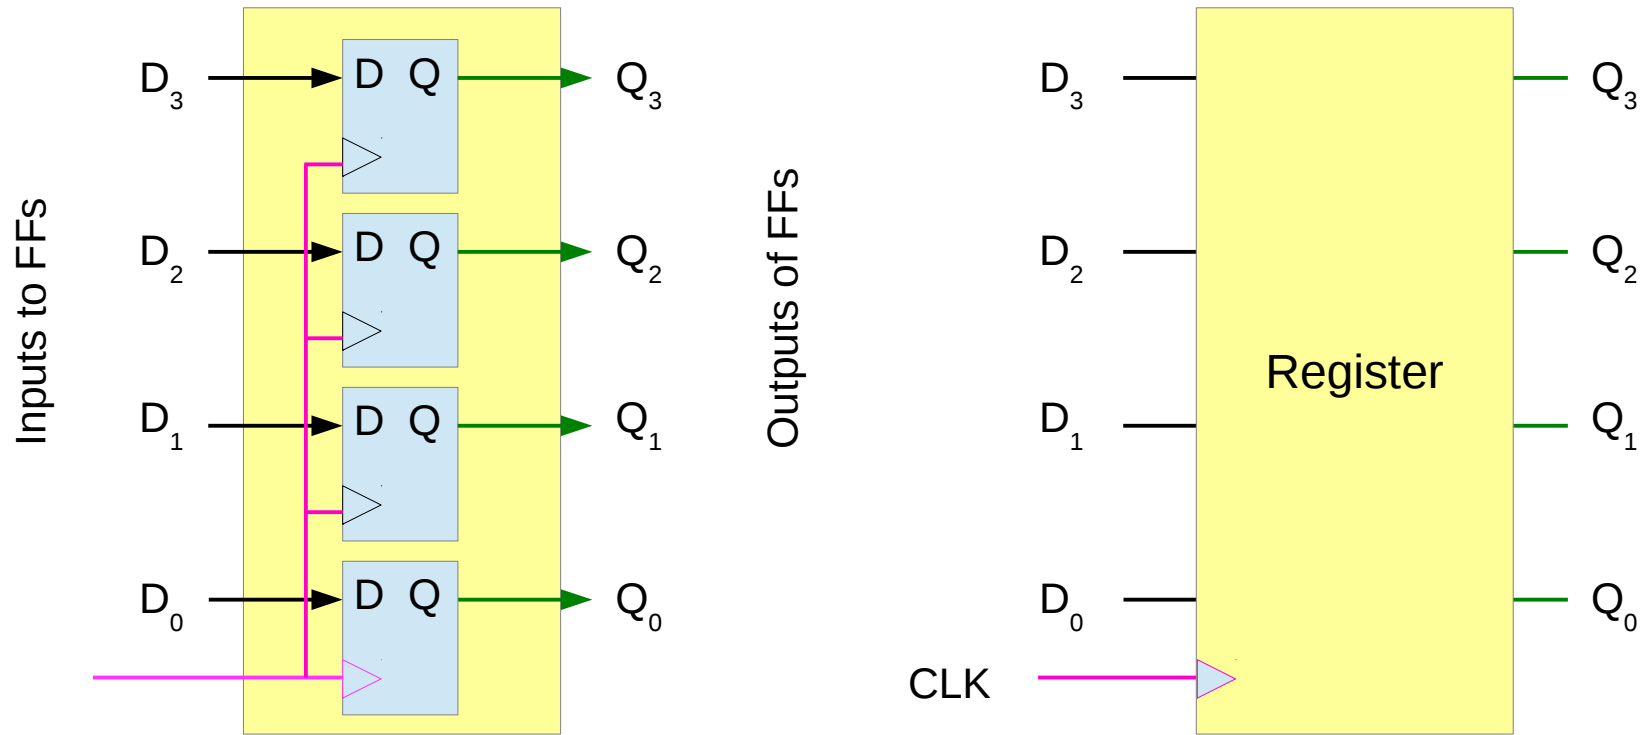 Inputs to FFs
D3
D Q
Q3
D2
D Q
Q2
D1
D Q
Q1
D0
D Q
Q0
Outputs of FFs
D3
Q3
D2
Q2
Register
D1
Q1
D0
Q0
CLK